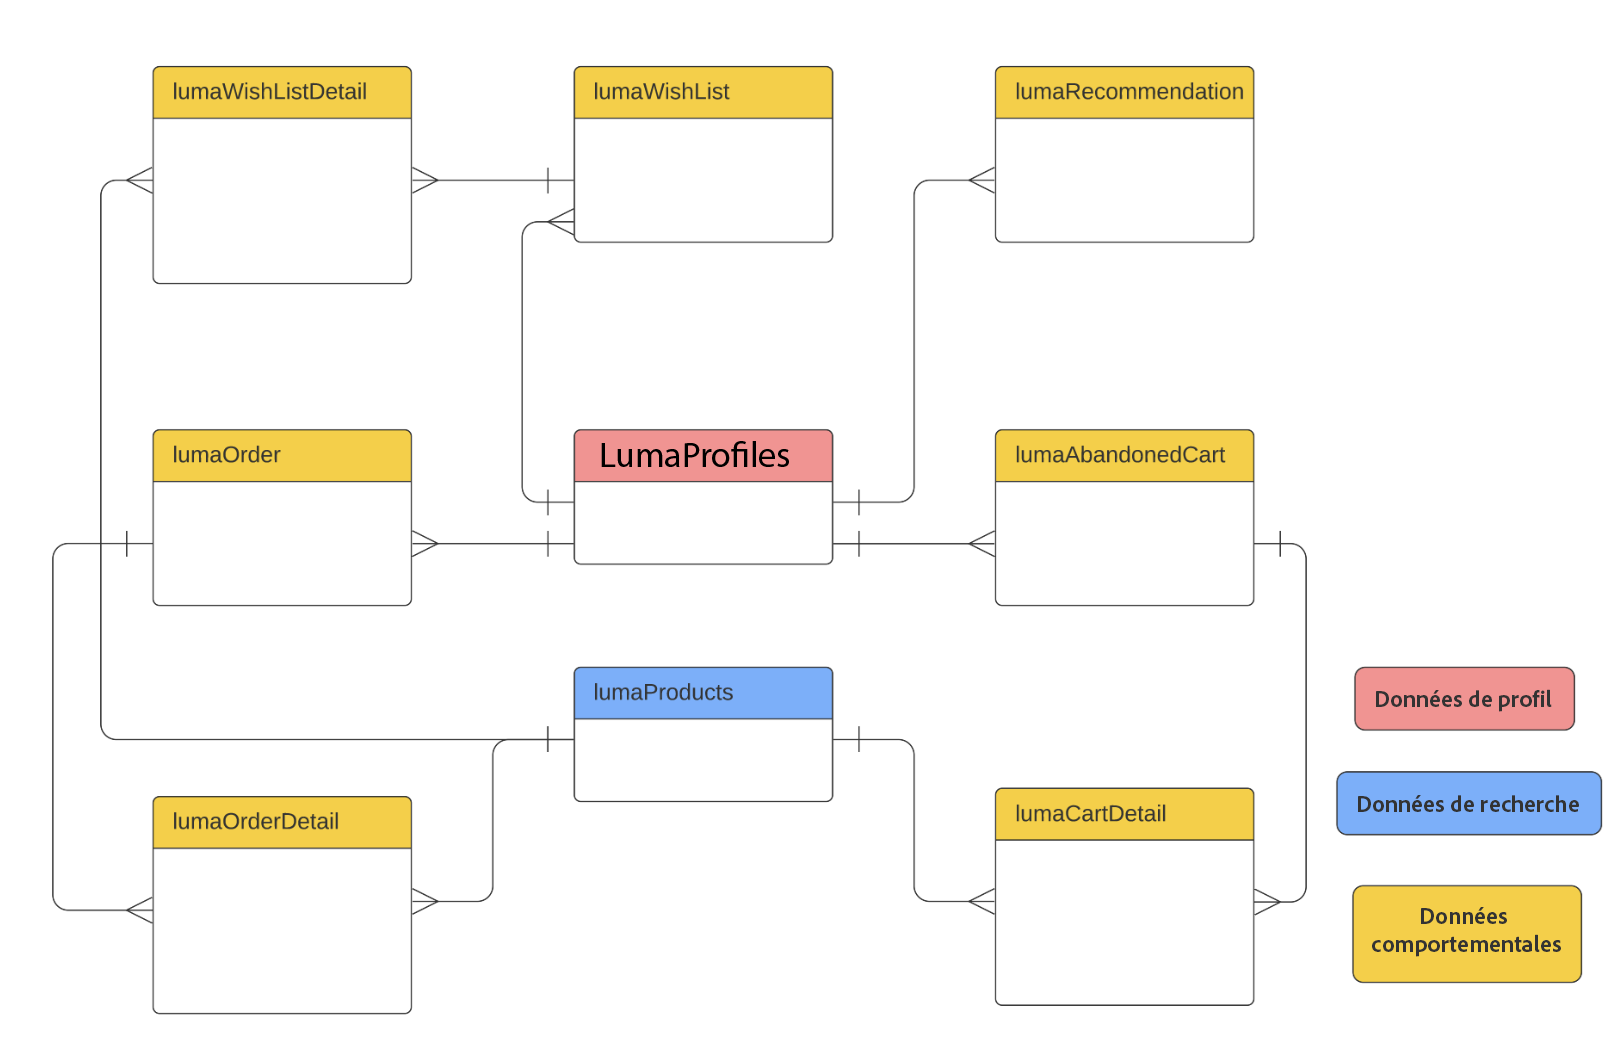 lumaWishListDetail
lumaWishList
lumaRecommendation
lumaOrder
LumaProfiles
lumaAbandonedCart
lumaProducts
lumaOrderDetail
lumaCartDetail
Données de profil
Données de recherche
Données
comportementales